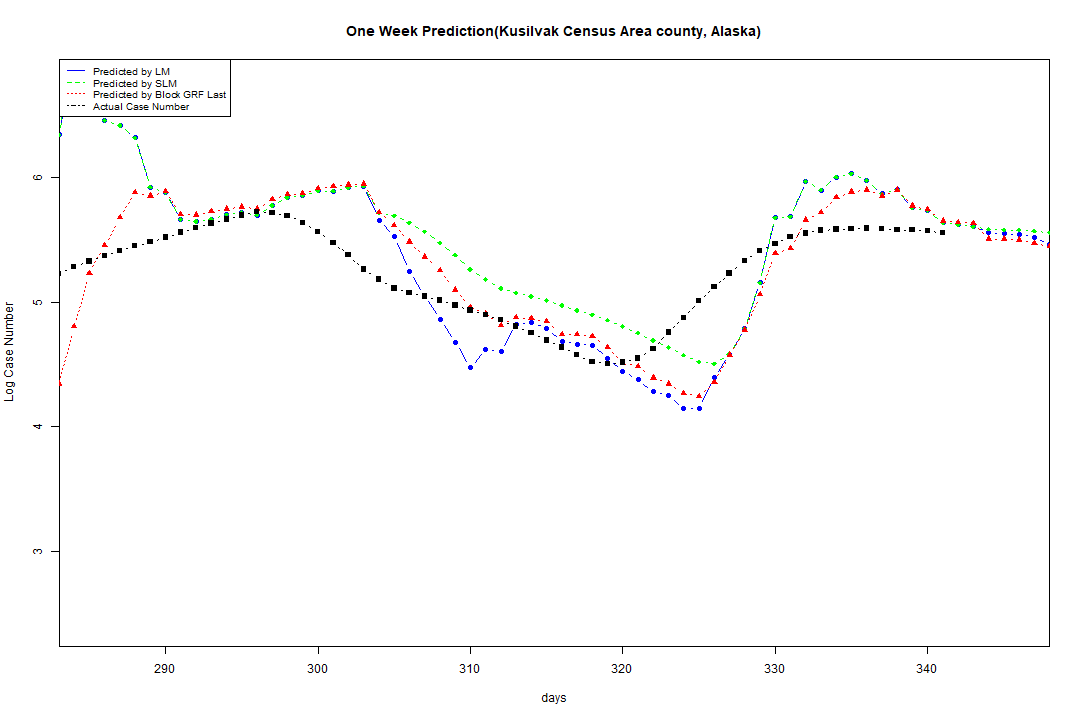 One Week Prediction(Kusilvak Census Area county, Alaska)
Predicted by LM
Predicted by SLM
Predicted by Block GRF Last
Actual Case Number
6
5
4
3
Log Case Number
290 300 310 320 330 340
days